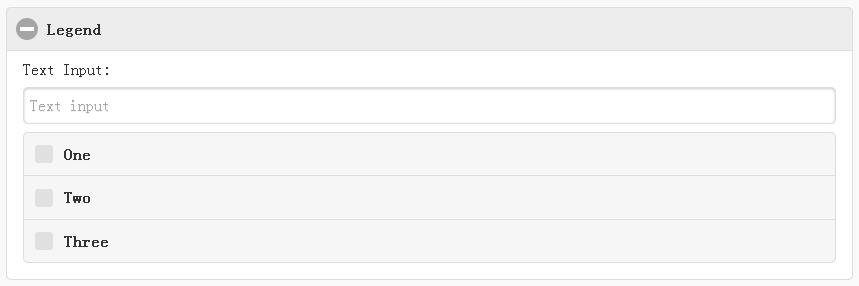 Legend
Text Input:
Text input
One
Two
Three